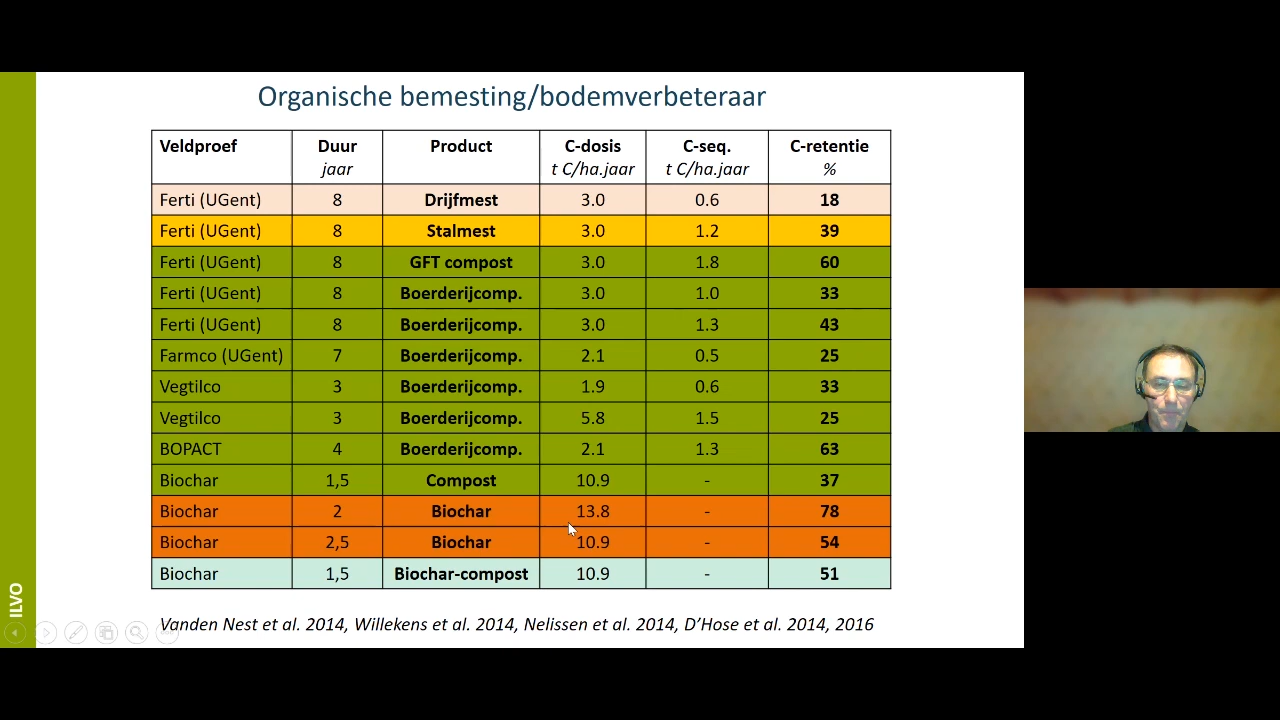 Organische bemesting/bodemverbeteraar
Veldproef Duur Product C-dosis C-seq. C-retentie
jaar t C/ha.jaar t C/ha.jaar %
Ferti (UGent) 8 Drijfmest 3.0 0.6 18
Ferti (UGent) 8 Stalmest 3.0 1.2 39
Ferti (UGent) 8 GFT compost 3.0 1.8 60
Ferti (UGent) 8 Boerderijcomp. 3.0 1.0 33
Ferti (UGent) 8 Boerderijcomp. 3.0 1.3 43
Farmco (UGent) 7 Boerderijcomp. 2.1 0.5 25
Vegtilco 3 Boerderijcomp. 1.9 0.6 33
Vegtilco 3 Boerderijcomp. 5.8 1.5 25
BOPACT 4 Boerderijcomp. 2.1 1.3 63
Biochar 1,5 Compost 10.9 - 37
Biochar 2 Biochar 13.8 - 78
Biochar 2,5 Biochar 10.9 - 54
Biochar 1,5 Biochar-compost 10.9 - 51
ILVO
Vanden Nest et al. 2014, Willekens et al. 2014, Nelissen et al. 2014, D’Hose et al. 2014, 2016